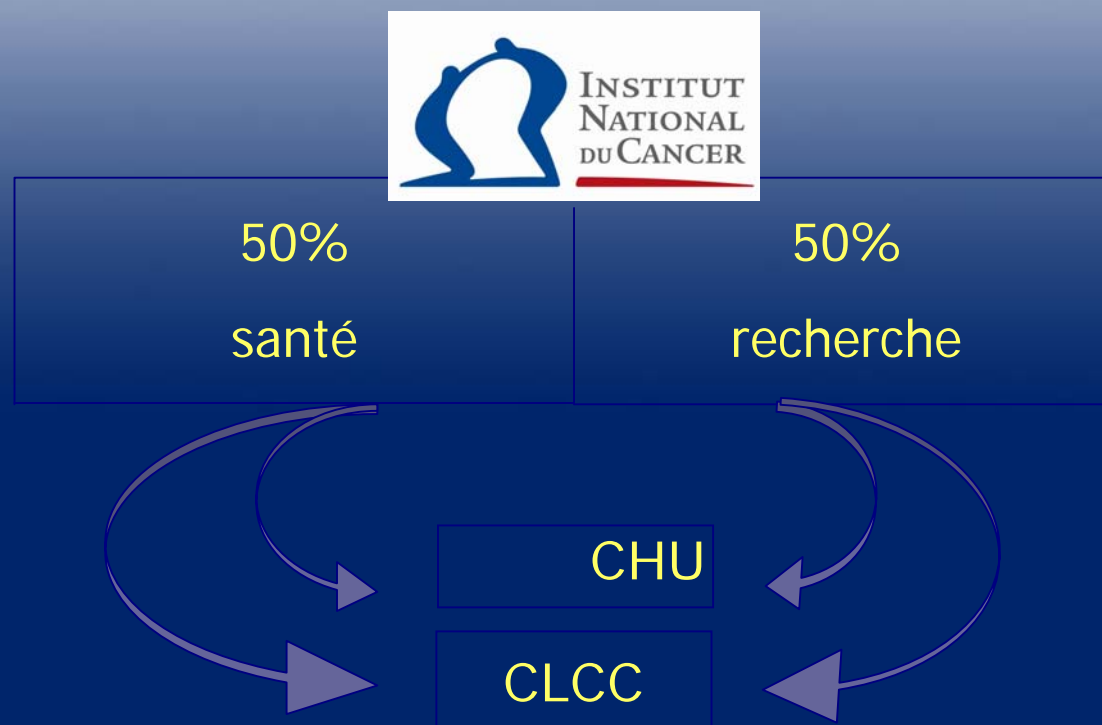 INSTITUT
NATIONAL
DU CANCER
50%
santé
50%
recherche
CHU
CLCC